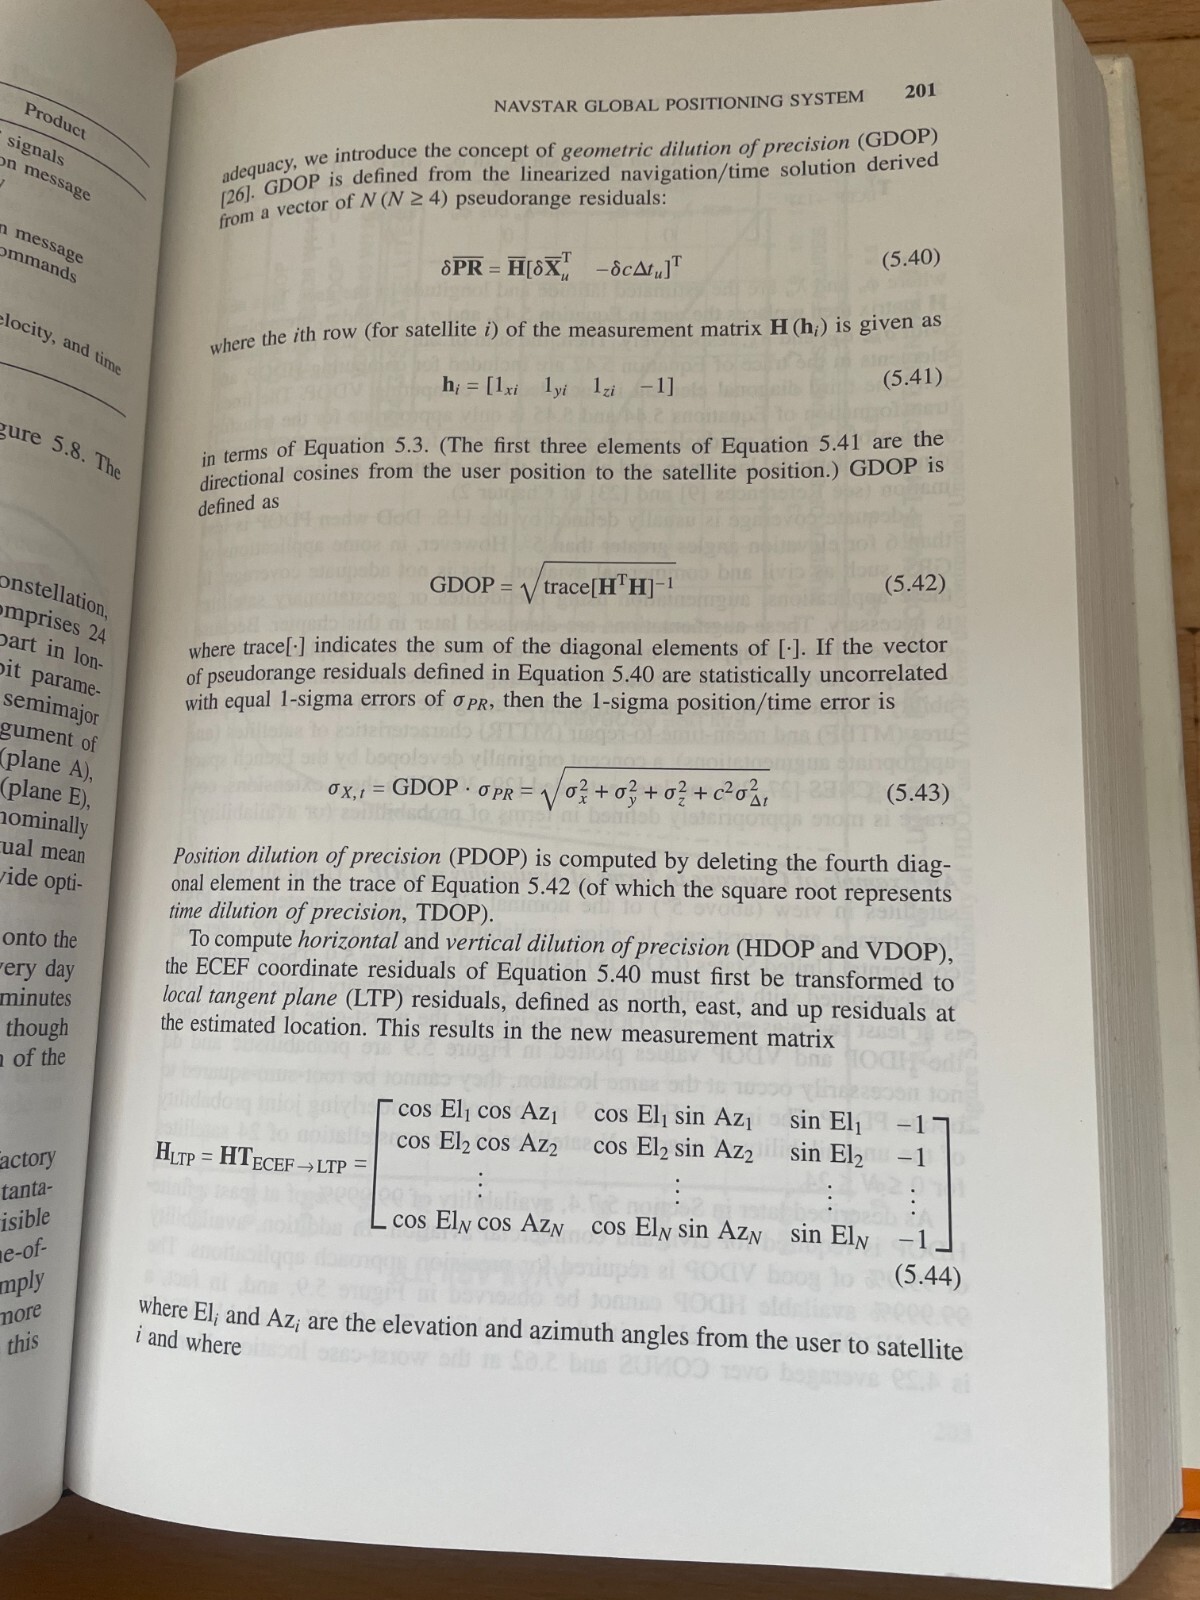 Product
signals
on message
n message
ommands
elocity, and time
gure 5.8. The
onstellation,
omprises 24
part in lon-
bit parame-
semimajor
gument of
(plane A),
(plane E),
nominally
ual mean
vide opti-
onto the
very day
minutes
though
of the
actory
tanta-
isible
ne-of-
mply
more
this
NAVSTAR GLOBAL POSITIONING SYSTEM 201
adequacy, we introduce the concept of geometric dilution of precision (GDOP)
[26]. GDOP is defined from the linearized navigation/time solution derived
from a vector of N (N ≥ 4) pseudorange residuals:
δP̅R̅ = H̅[δX̅ᵤᵀ −δcΔtᵤ]ᵀ (5.40)
where the ith row (for satellite i) of the measurement matrix H (hᵢ) is given as
hᵢ = [1ₓᵢ 1yᵢ 1zᵢ −1] (5.41)
in terms of Equation 5.3. (The first three elements of Equation 5.41 are the
directional cosines from the user position to the satellite position.) GDOP is
defined as
GDOP = √trace[HᵀH]⁻¹ (5.42)
where trace[·] indicates the sum of the diagonal elements of [·]. If the vector
of pseudorange residuals defined in Equation 5.40 are statistically uncorrelated
with equal 1-sigma errors of σPR, then the 1-sigma position/time error is
σX,t = GDOP · σPR = √σ²x + σ²y + σ²z + c²σ²Δt (5.43)
Position dilution of precision (PDOP) is computed by deleting the fourth diag-
onal element in the trace of Equation 5.42 (of which the square root represents
time dilution of precision, TDOP).
To compute horizontal and vertical dilution of precision (HDOP and VDOP),
the ECEF coordinate residuals of Equation 5.40 must first be transformed to
local tangent plane (LTP) residuals, defined as north, east, and up residuals at
the estimated location. This results in the new measurement matrix
HLTP = HTECEF→LTP =
cos El₁ cos Az₁ cos El₁ sin Az₁ sin El₁ −1
cos El₂ cos Az₂ cos El₂ sin Az₂ sin El₂ −1
⋮ ⋮ ⋮ ⋮
cos ElN cos AzN cos ElN sin AzN sin ElN −1
(5.44)
where Elᵢ and Azᵢ are the elevation and azimuth angles from the user to satellite
i and where